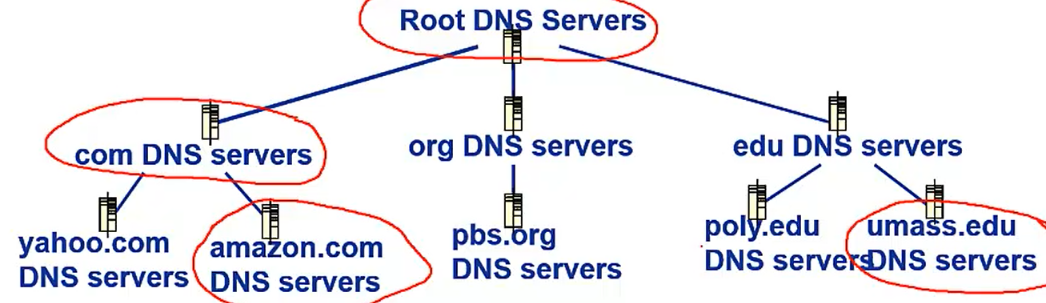 Root DNS Servers
com DNS servers
org DNS servers
edu DNS servers
yahoo.com
DNS servers
amazon.com
DNS servers
pbs.org
DNS servers
poly.edu
DNS servers
umass.edu
DNS servers